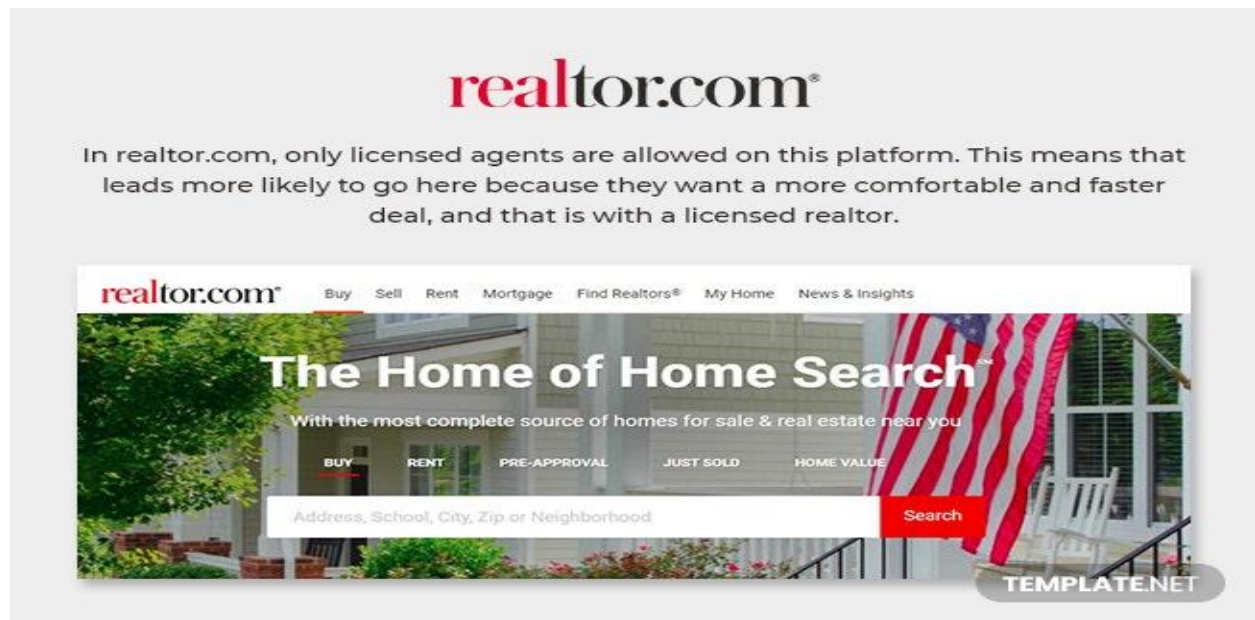 realtor.com®
In realtor.com, only licensed agents are allowed on this platform. This means that
leads more likely to go here because they want a more comfortable and faster
deal, and that is with a licensed realtor.
realtor.com® Buy Sell Rent Mortgage Find Realtors® My Home News & Insights
The Home of Home Search℠
With the most complete source of homes for sale & real estate near you
BUY RENT PRE-APPROVAL JUST SOLD HOME VALUE
Address, School, City, Zip or Neighborhood Search
TEMPLATE.NET